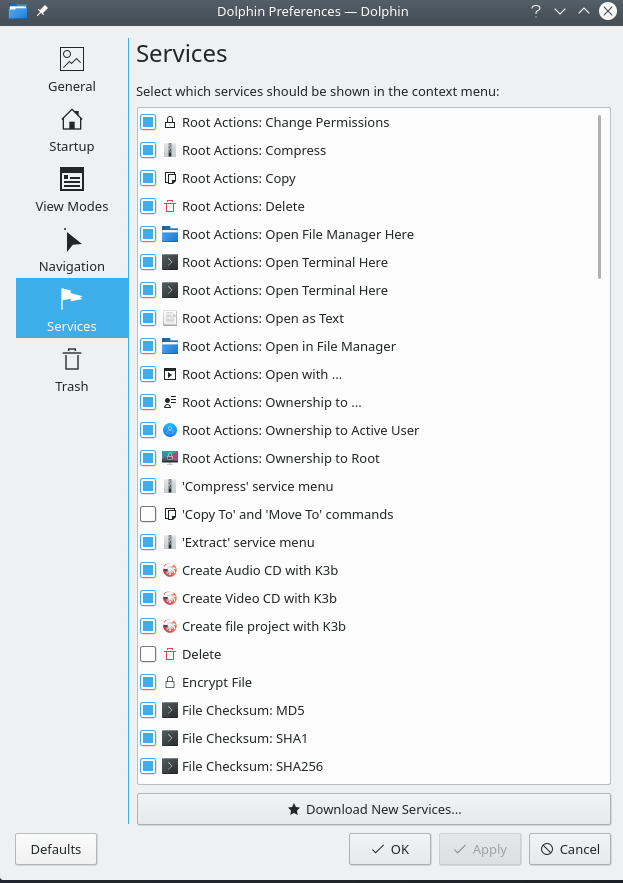 Dolphin Preferences — Dolphin
?
General
Startup
View Modes
Navigation
Services
Trash
Services
Select which services should be shown in the context menu:
Root Actions: Change Permissions
Root Actions: Compress
Root Actions: Copy
Root Actions: Delete
Root Actions: Open File Manager Here
Root Actions: Open Terminal Here
Root Actions: Open Terminal Here
Root Actions: Open as Text
Root Actions: Open in File Manager
Root Actions: Open with ...
Root Actions: Ownership to ...
Root Actions: Ownership to Active User
Root Actions: Ownership to Root
'Compress' service menu
'Copy To' and 'Move To' commands
'Extract' service menu
Create Audio CD with K3b
Create Video CD with K3b
Create file project with K3b
Delete
Encrypt File
File Checksum: MD5
File Checksum: SHA1
File Checksum: SHA256
Download New Services...
Defaults
OK
Apply
Cancel